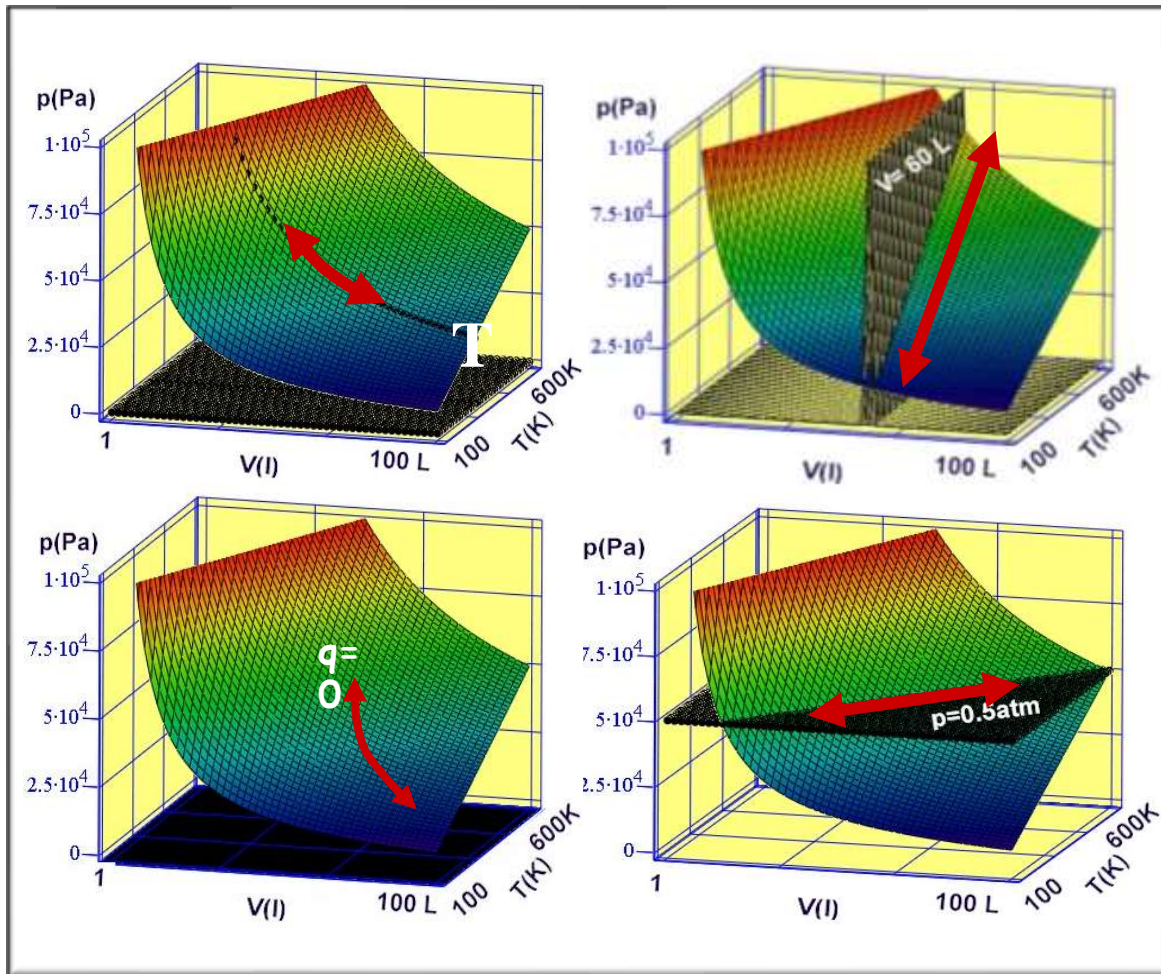 p(Pa)
1·10⁵
7.5·10⁴
5·10⁴
2.5·10⁴
0
1
V(l)
100 L
100
T(K)
600K
T
p(Pa)
1·10⁵
7.5·10⁴
5·10⁴
2.5·10⁴
0
1
V(l)
100 L
100
T(K)
600K
V= 60 L
p(Pa)
1·10⁵
7.5·10⁴
5·10⁴
2.5·10⁴
0
1
V(l)
100 L
100
T(K)
600K
q=
0
p(Pa)
1·10⁵
7.5·10⁴
5·10⁴
2.5·10⁴
0
1
V(l)
100 L
100
T(K)
600K
p=0.5atm